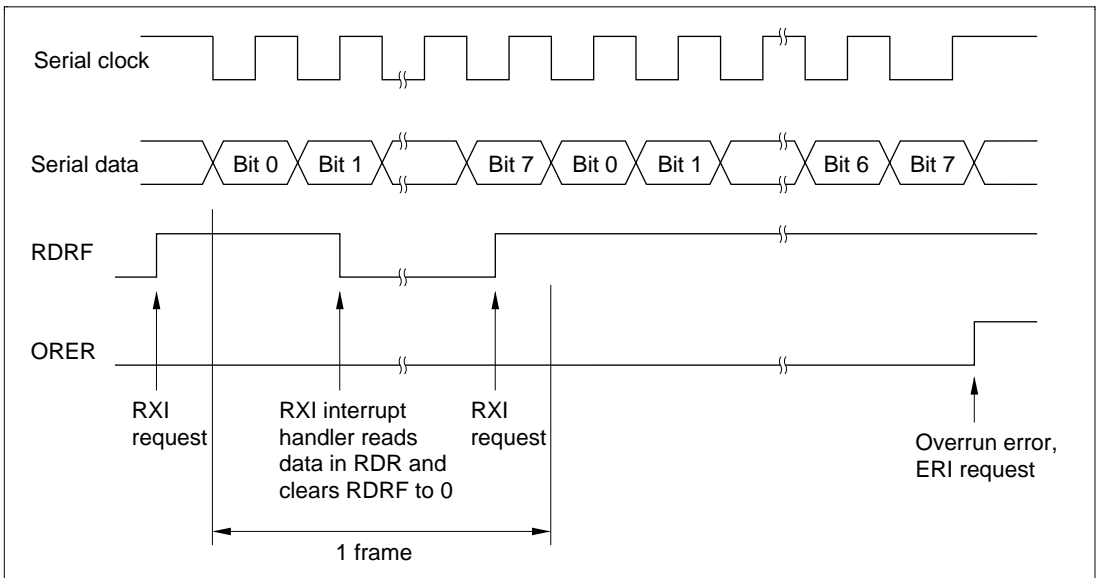 Serial clock
Serial data
Bit 0
Bit 1
Bit 7
Bit 0
Bit 1
Bit 6
Bit 7
RDRF
ORER
RXI
request
RXI interrupt
handler reads
data in RDR and
clears RDRF to 0
RXI
request
Overrun error,
ERI request
1 frame